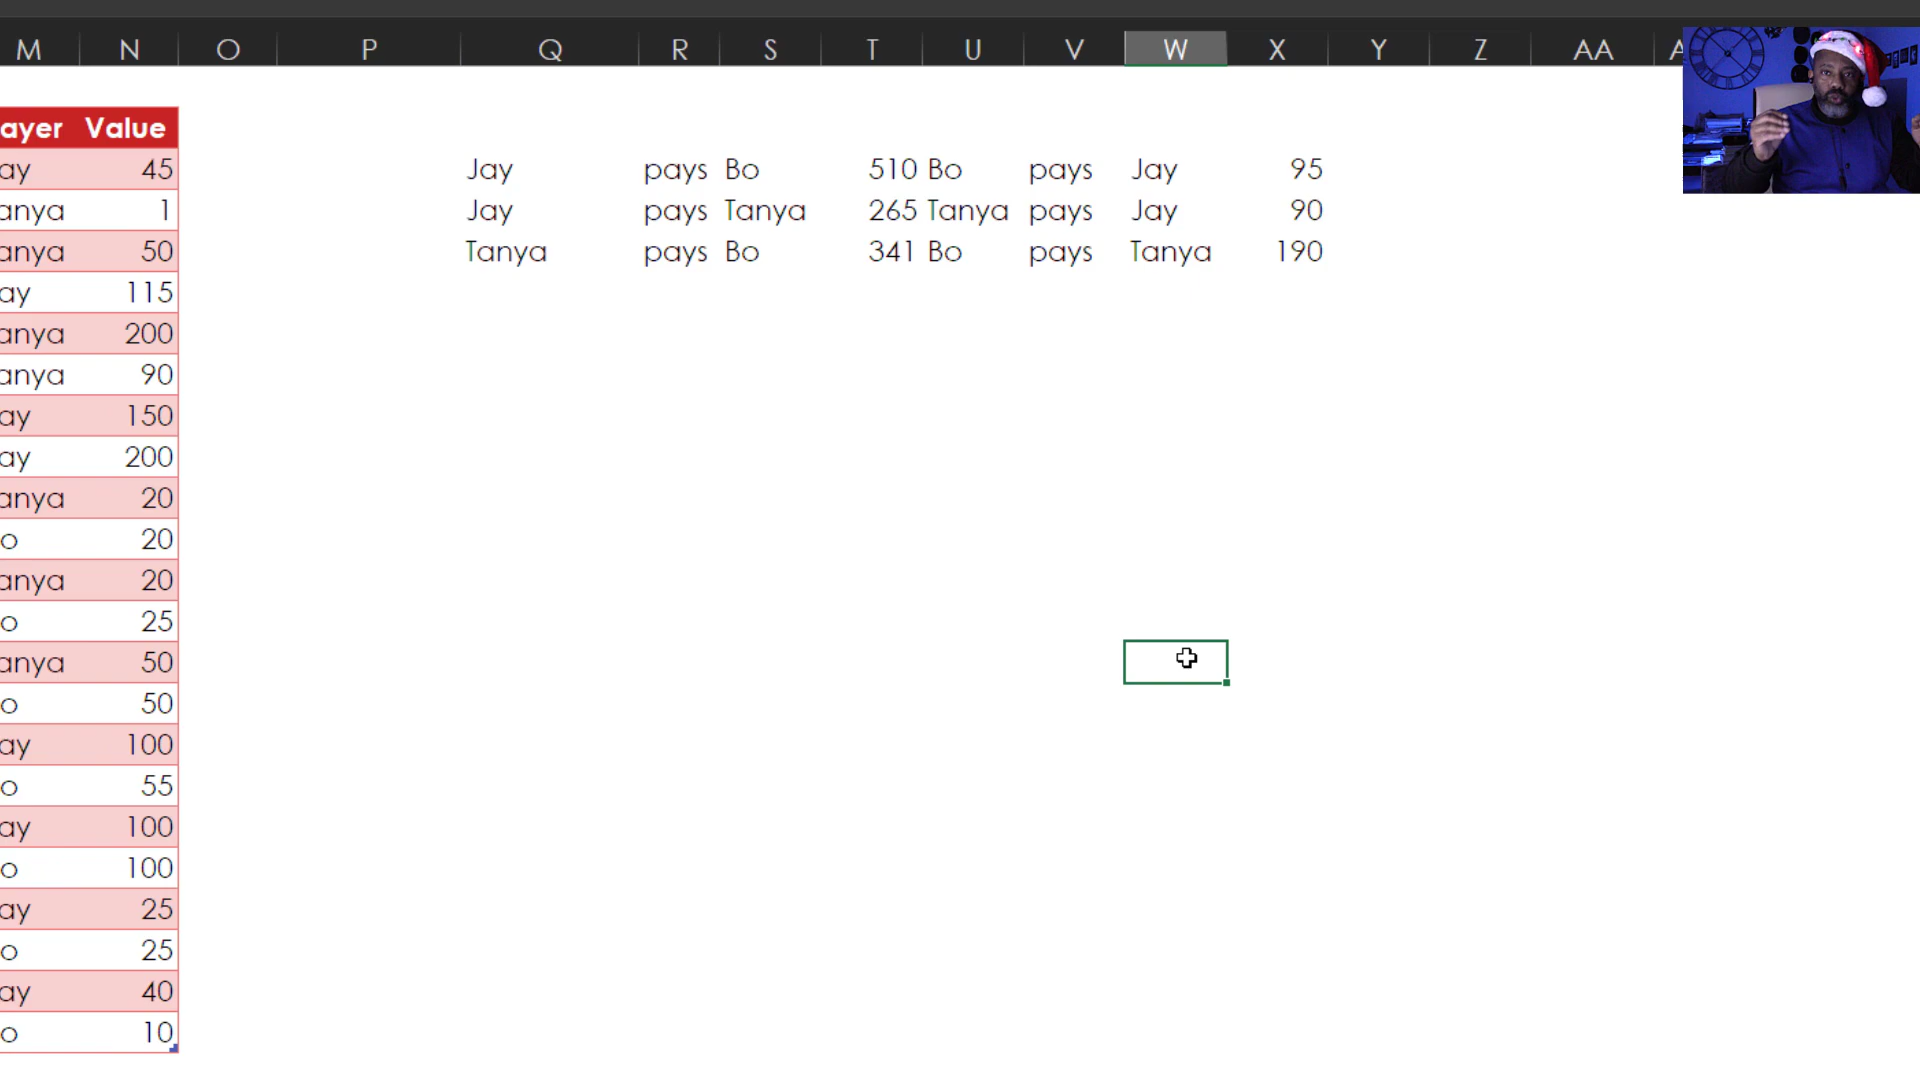 M N O P Q R S T U V W X Y Z AA A
ayer Value
ay 45 Jay pays Bo 510 Bo pays Jay 95
anya 1 Jay pays Tanya 265 Tanya pays Jay 90
anya 50 Tanya pays Bo 341 Bo pays Tanya 190
ay 115
anya 200
anya 90
ay 150
ay 200
anya 20
o 20
anya 20
o 25
anya 50
o 50
ay 100
o 55
ay 100
o 100
ay 25
o 25
ay 40
o 10